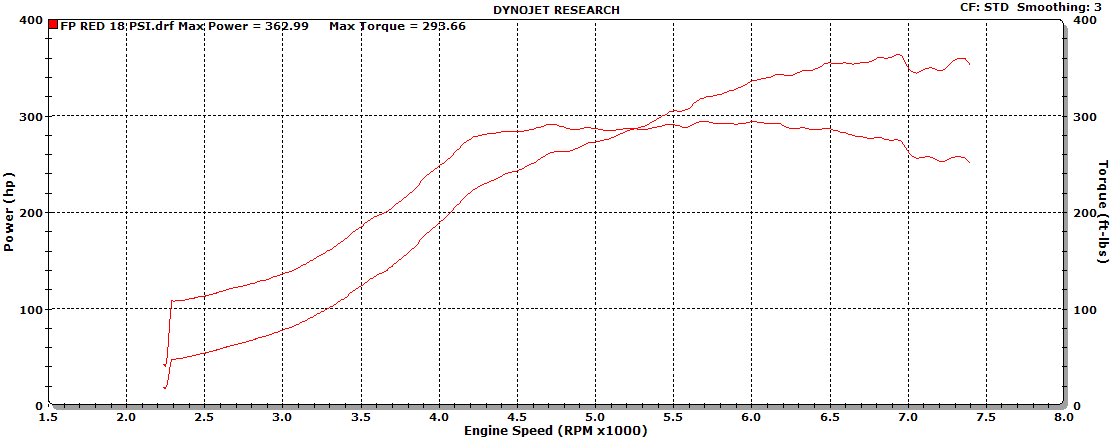 DYNOJET RESEARCH
CF: STD Smoothing: 3
FP RED 18 PSI.drf Max Power = 362.99 Max Torque = 293.66
400
300
200
100
0
Power (hp)
400
300
200
100
0
Torque (ft-lbs)
1.5 2.0 2.5 3.0 3.5 4.0 4.5 5.0 5.5 6.0 6.5 7.0 7.5 8.0
Engine Speed (RPM x1000)